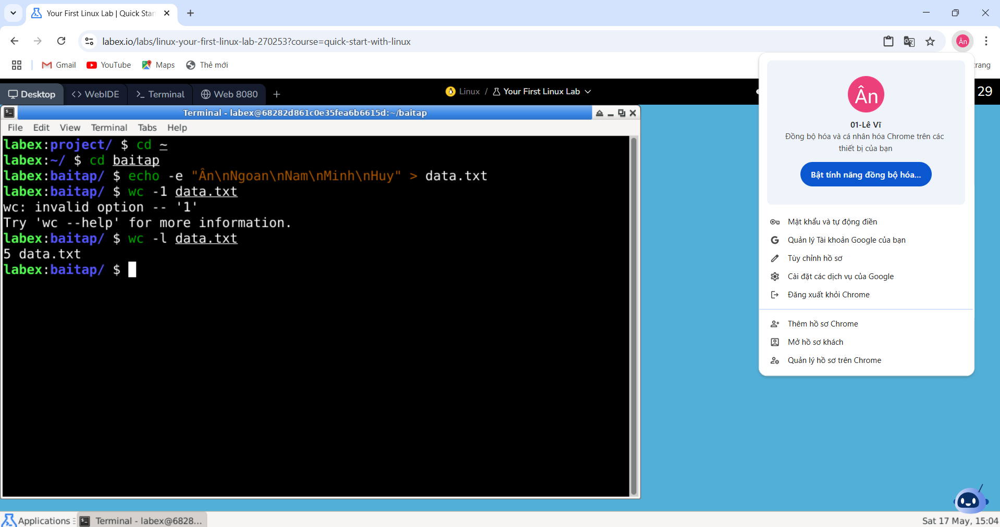 Your First Linux Lab | Quick Star
labex.io/labs/linux-your-first-linux-lab-270253?course=quick-start-with-linux
Ân
Gmail
YouTube
Maps
Thẻ mới
trang
Desktop
WebIDE
Terminal
Web 8080
Linux / Your First Linux Lab
29
Terminal - labex@68282d861c0e35fea6b6615d:~/baitap
File Edit View Terminal Tabs Help
labex:project/ $ cd ~
labex:~/ $ cd baitap
labex:baitap/ $ echo -e "Ân\nNgoan\nNam\nMinh\nHuy" > data.txt
labex:baitap/ $ wc -1 data.txt
wc: invalid option -- '1'
Try 'wc --help' for more information.
labex:baitap/ $ wc -l data.txt
5 data.txt
labex:baitap/ $
Ân
01-Lê Vĩ
Đồng bộ hóa và cá nhân hóa Chrome trên các
thiết bị của bạn
Bật tính năng đồng bộ hóa...
Mật khẩu và tự động điền
Quản lý Tài khoản Google của bạn
Tùy chỉnh hồ sơ
Cài đặt các dịch vụ của Google
Đăng xuất khỏi Chrome
Thêm hồ sơ Chrome
Mở hồ sơ khách
Quản lý hồ sơ trên Chrome
Applications
Terminal - labex@6828...
Sat 17 May, 15:04